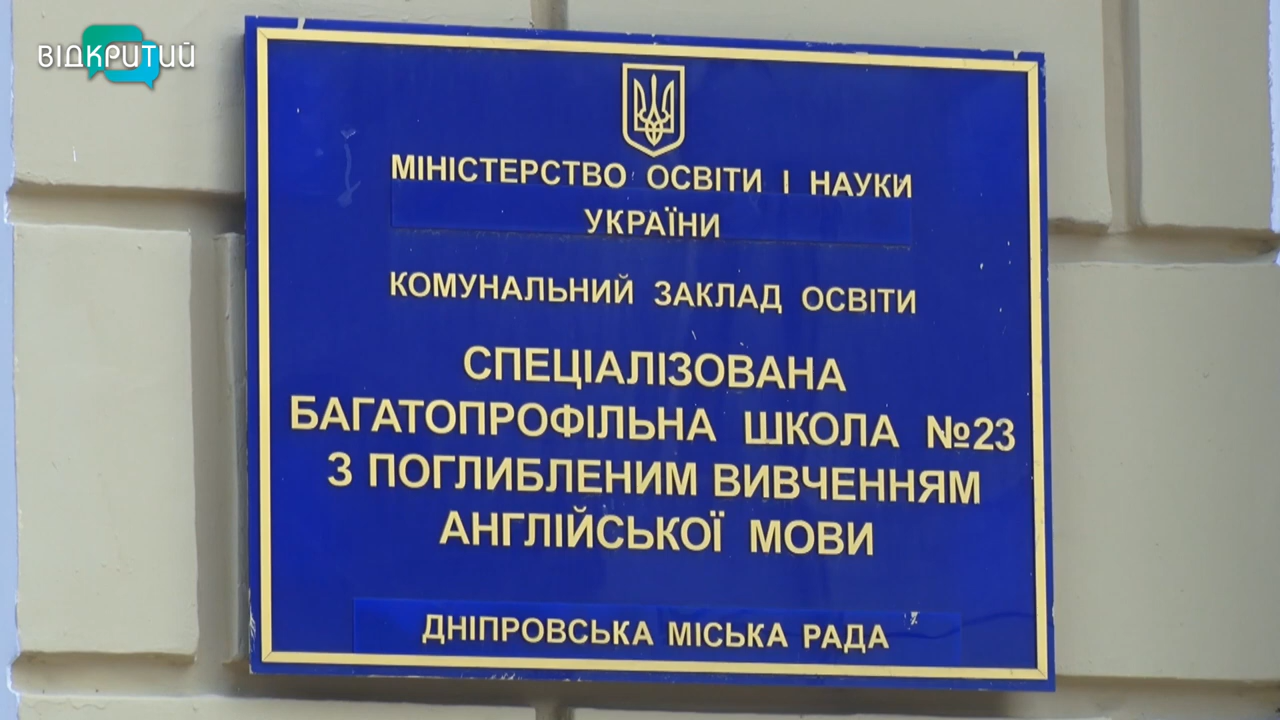 ВІДКРИТИЙ
МІНІСТЕРСТВО ОСВІТИ І НАУКИ
УКРАЇНИ
КОМУНАЛЬНИЙ ЗАКЛАД ОСВІТИ
СПЕЦІАЛІЗОВАНА
БАГАТОПРОФІЛЬНА ШКОЛА №23
З ПОГЛИБЛЕНИМ ВИВЧЕННЯМ
АНГЛІЙСЬКОЇ МОВИ
ДНІПРОВСЬКА МІСЬКА РАДА